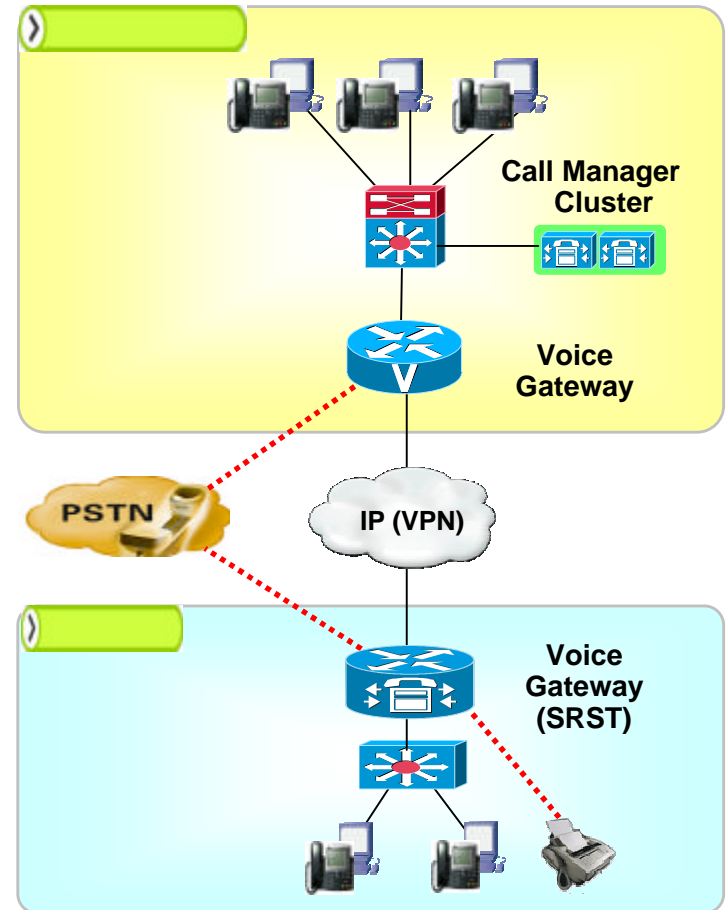 Call Manager
Cluster
V
Voice
Gateway
PSTN
IP (VPN)
Voice
Gateway
(SRST)